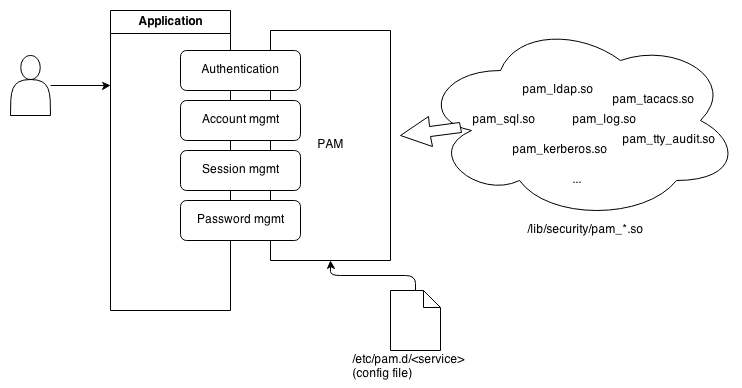 Application
Authentication
Account mgmt
Session mgmt
Password mgmt
PAM
pam_ldap.so
pam_tacacs.so
pam_sql.so
pam_log.so
pam_tty_audit.so
pam_kerberos.so
...
/lib/security/pam_*.so
/etc/pam.d/<service>
(config file)